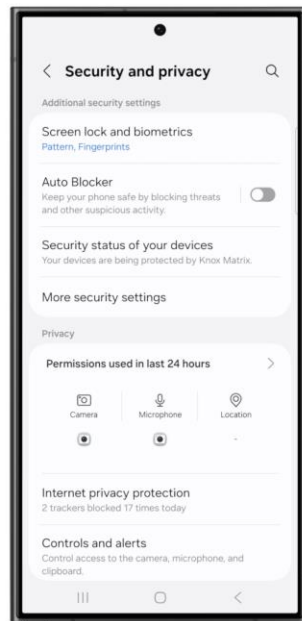 Security and privacy
Additional security settings
Screen lock and biometrics
Pattern, Fingerprints
Auto Blocker
Keep your phone safe by blocking threats
and other suspicious activity.
Security status of your devices
Your devices are being protected by Knox Matrix.
More security settings
Privacy
Permissions used in last 24 hours
Camera Microphone Location
-
Internet privacy protection
2 trackers blocked 17 times today
Controls and alerts
Control access to the camera, microphone, and
clipboard.